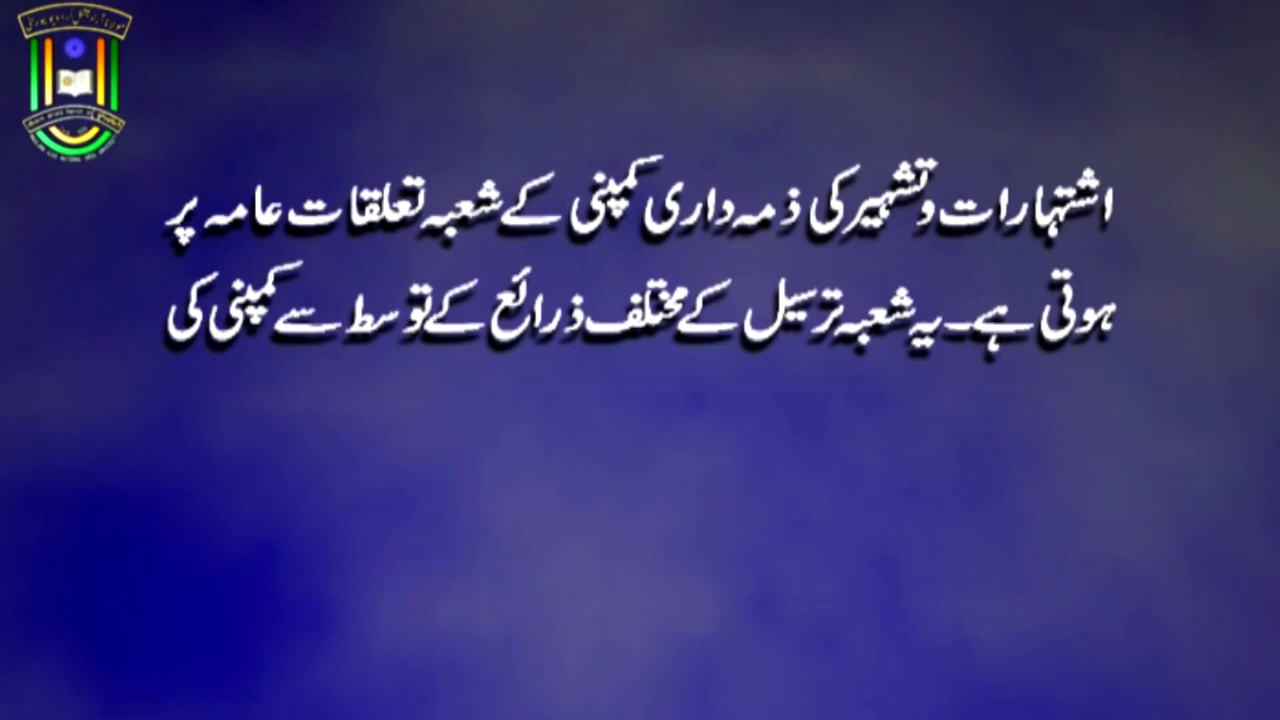 اشتہارات و تشہیر کی ذمہ داری کمپنی کے شعبہ تعلقات عامہ پر
ہوتی ہے۔ یہ شعبہ ترسیل کے مختلف ذرائع کے توسط سے کمپنی کی